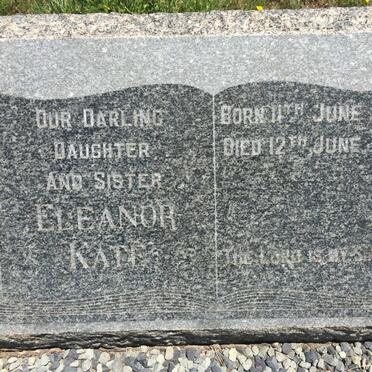 OUR DARLING
DAUGHTER
AND SISTER
ELEANOR
KATE
BORN 11TH JUNE
DIED 12TH JUNE
THE LORD IS MY S